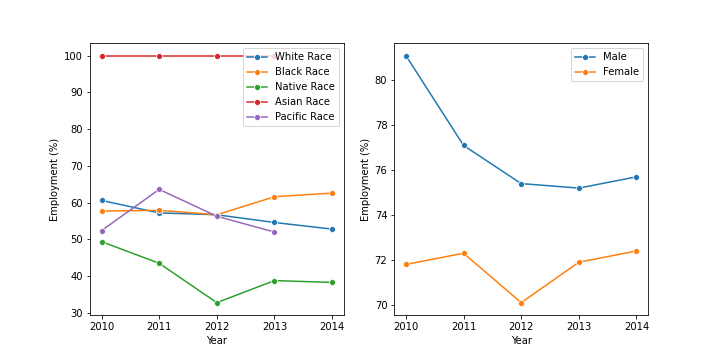 100
90
80
70
60
50
40
30
Employment (%)
2010 2011 2012 2013 2014
Year
White Race
Black Race
Native Race
Asian Race
Pacific Race
80
78
76
74
72
70
Employment (%)
2010 2011 2012 2013 2014
Year
Male
Female